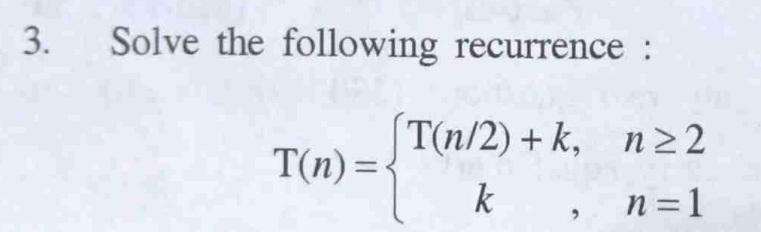 3. Solve the following recurrence :
T(n) = { T(n/2) + k, n ≥ 2
k , n = 1